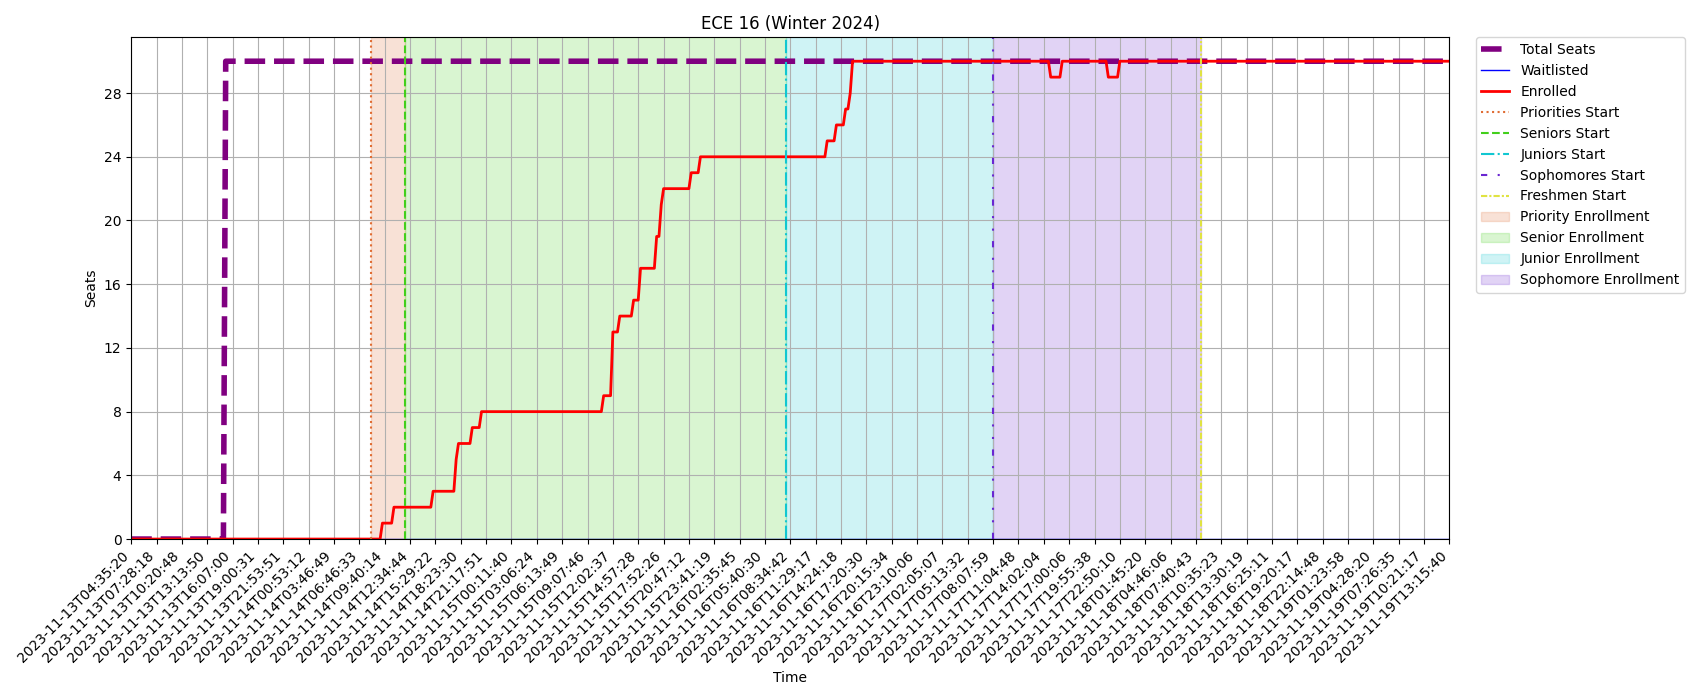 ECE 16 (Winter 2024)
Total Seats
Waitlisted
Enrolled
Priorities Start
Seniors Start
Juniors Start
Sophomores Start
Freshmen Start
Priority Enrollment
Senior Enrollment
Junior Enrollment
Sophomore Enrollment
Seats
28
24
20
16
12
8
4
0
2023-11-13T04:35:20
2023-11-13T07:28:18
2023-11-13T10:20:48
2023-11-13T13:13:50
2023-11-13T16:07:00
2023-11-13T19:00:31
2023-11-13T21:53:51
2023-11-14T00:53:12
2023-11-14T03:46:49
2023-11-14T06:46:33
2023-11-14T09:40:14
2023-11-14T12:34:44
2023-11-14T15:29:22
2023-11-14T18:23:30
2023-11-14T21:17:51
2023-11-15T00:11:40
2023-11-15T03:06:24
2023-11-15T06:13:49
2023-11-15T09:07:46
2023-11-15T12:02:37
2023-11-15T14:57:28
2023-11-15T17:52:26
2023-11-15T20:47:12
2023-11-15T23:41:19
2023-11-16T02:35:45
2023-11-16T05:40:30
2023-11-16T08:34:42
2023-11-16T11:29:17
2023-11-16T14:24:18
2023-11-16T17:20:30
2023-11-16T20:15:34
2023-11-16T23:10:06
2023-11-17T02:05:07
2023-11-17T05:13:32
2023-11-17T08:07:59
2023-11-17T11:04:48
2023-11-17T14:02:04
2023-11-17T17:00:06
2023-11-17T19:55:38
2023-11-17T22:50:10
2023-11-18T01:45:20
2023-11-18T04:46:06
2023-11-18T07:40:43
2023-11-18T10:35:23
2023-11-18T13:30:19
2023-11-18T16:25:11
2023-11-18T19:20:17
2023-11-18T22:14:48
2023-11-19T01:23:58
2023-11-19T04:28:20
2023-11-19T07:26:35
2023-11-19T10:21:17
2023-11-19T13:15:40
Time